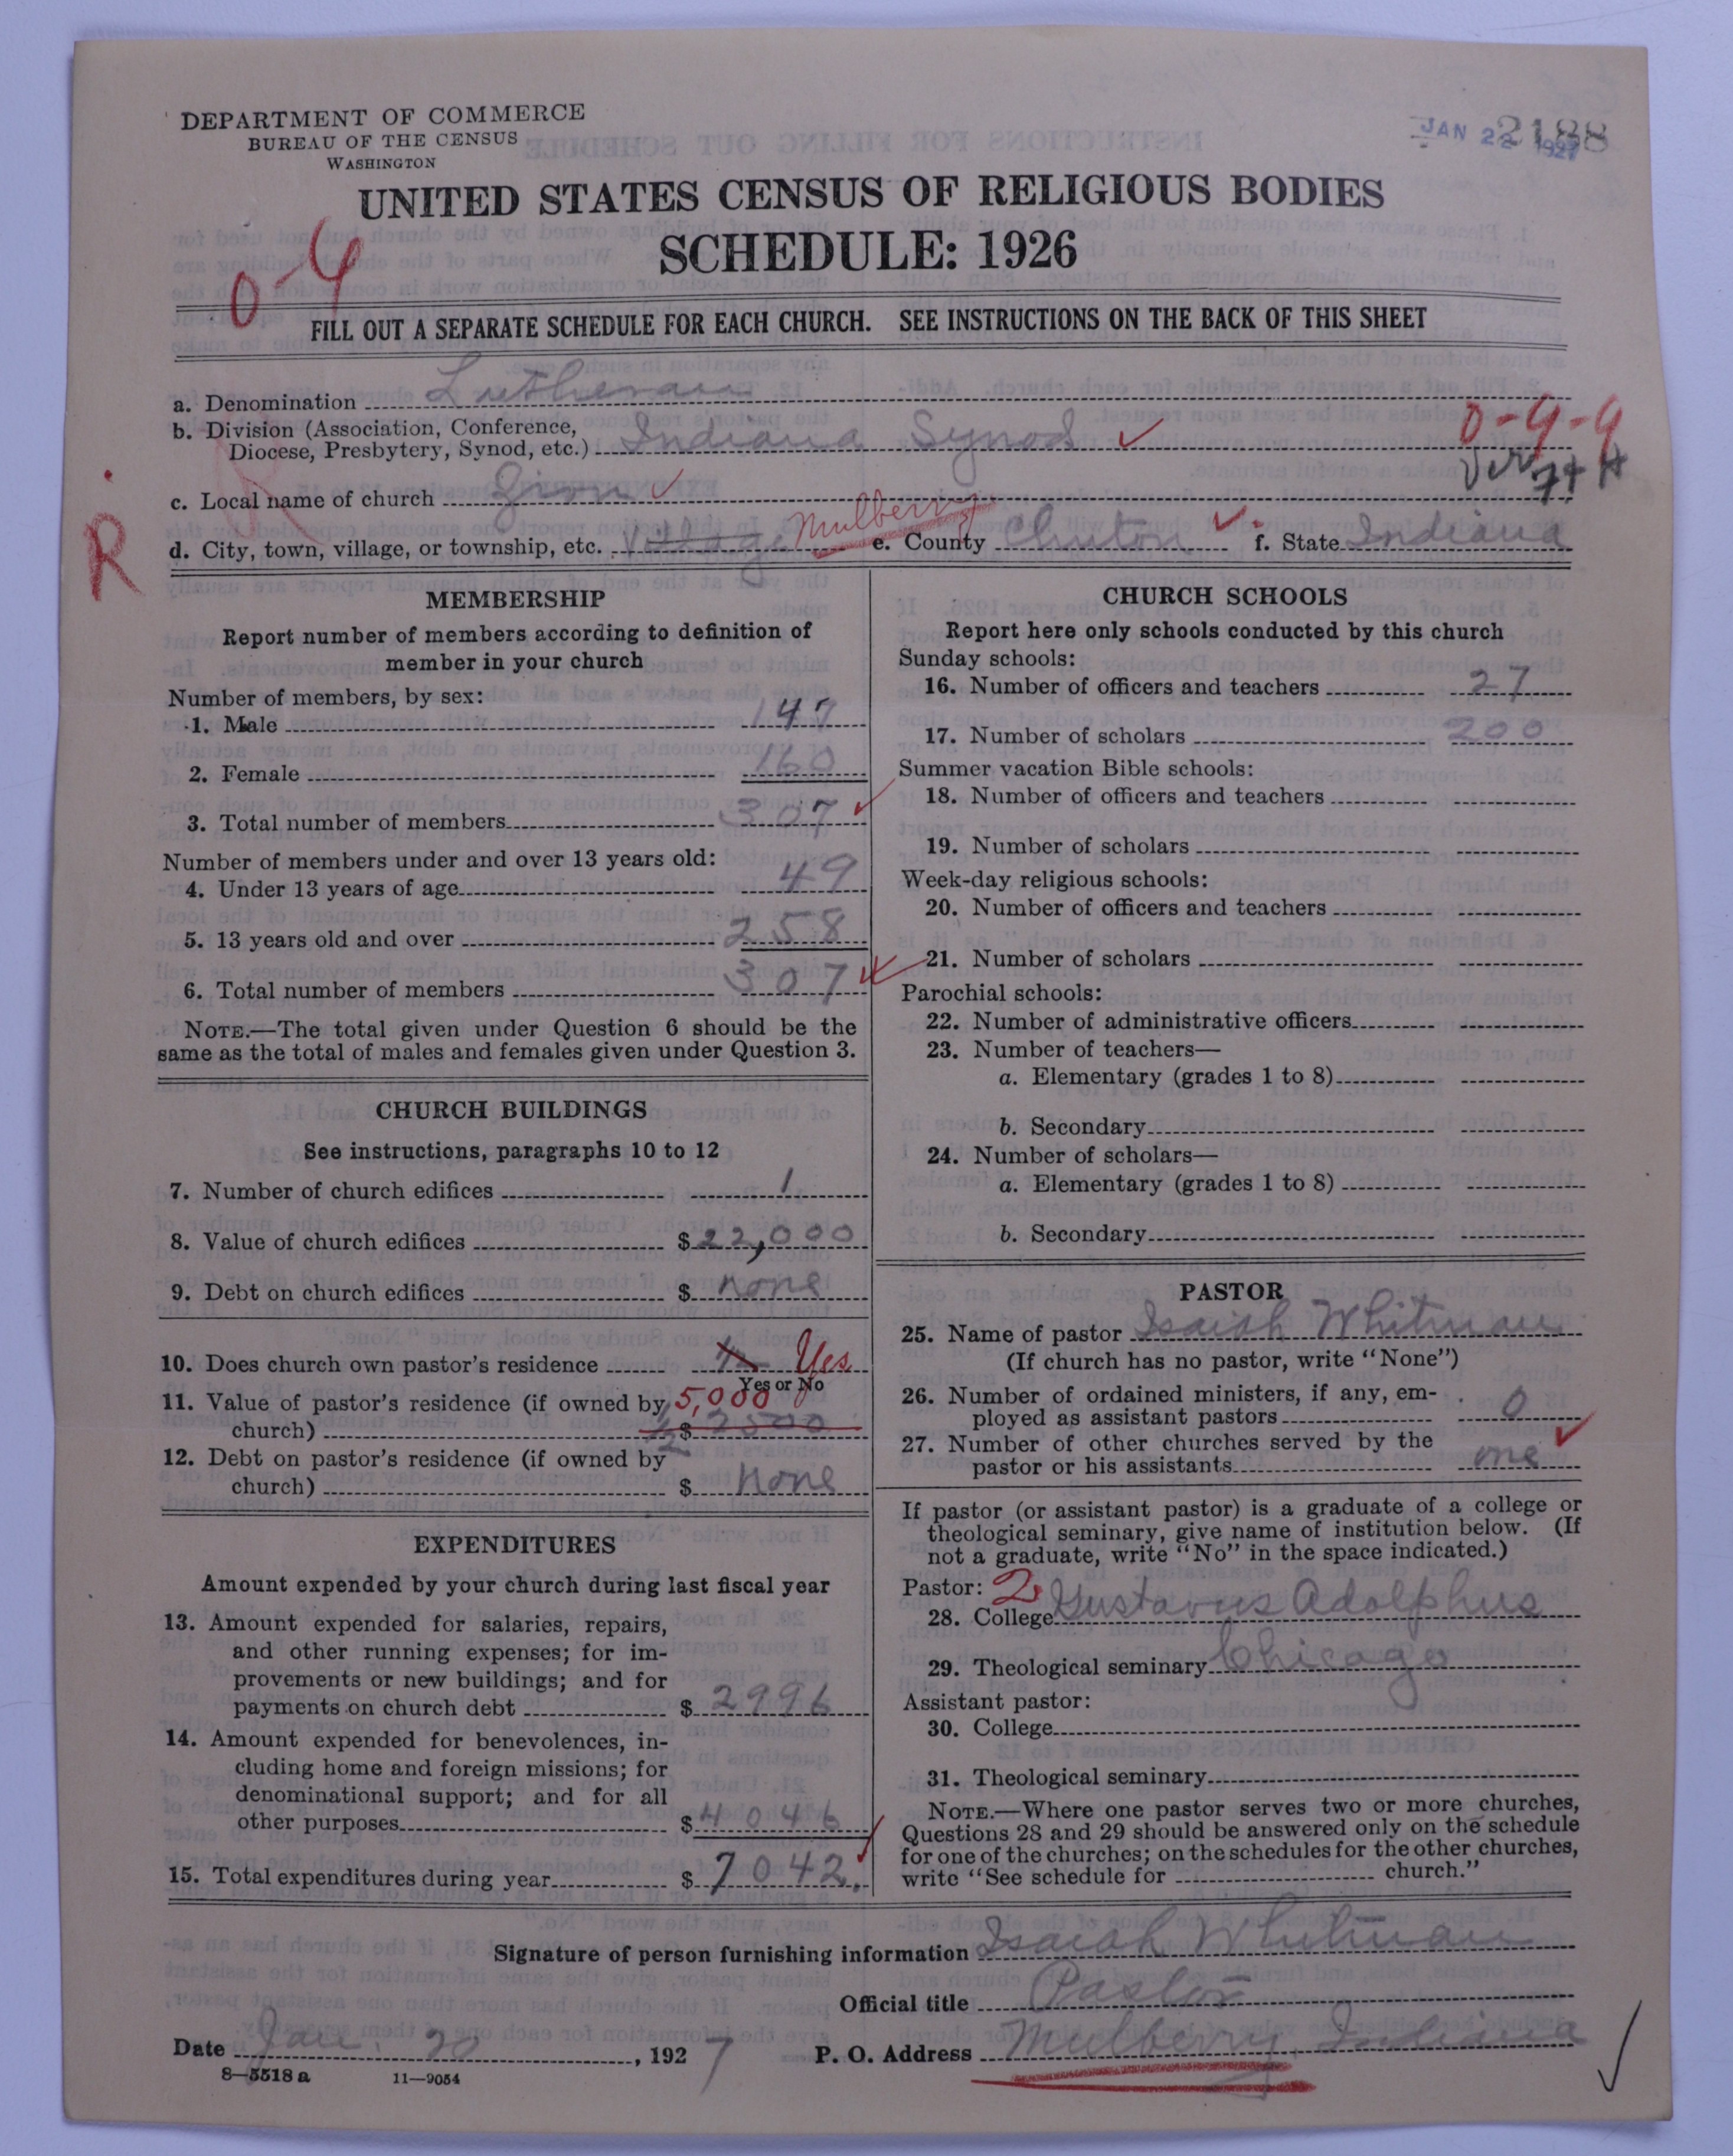 DEPARTMENT OF COMMERCE
BUREAU OF THE CENSUS
WASHINGTON
JAN 22 1927
2188
UNITED STATES CENSUS OF RELIGIOUS BODIES
SCHEDULE: 1926
0-4
FILL OUT A SEPARATE SCHEDULE FOR EACH CHURCH. SEE INSTRUCTIONS ON THE BACK OF THIS SHEET
a. Denomination Lutheran
b. Division (Association, Conference, Diocese, Presbytery, Synod, etc.) Indiana Synod ✓
0-9-9
c. Local name of church Zion ✓
R
d. City, town, village, or township, etc. Village Mulberry e. County Clinton ✓ f. State Indiana
MEMBERSHIP
Report number of members according to definition of
member in your church
Number of members, by sex:
1. Male 147
2. Female 160
3. Total number of members 307 ✓
Number of members under and over 13 years old:
4. Under 13 years of age 49
5. 13 years old and over 258
6. Total number of members 307 ✓
NOTE.—The total given under Question 6 should be the
same as the total of males and females given under Question 3.
CHURCH BUILDINGS
See instructions, paragraphs 10 to 12
7. Number of church edifices 1
8. Value of church edifices $22,000
9. Debt on church edifices $ none
10. Does church own pastor's residence Yes
Yes or No
11. Value of pastor's residence (if owned by 5,000
church) ½ $ 2500
12. Debt on pastor's residence (if owned by
church) $ None
EXPENDITURES
Amount expended by your church during last fiscal year
13. Amount expended for salaries, repairs,
and other running expenses; for im-
provements or new buildings; and for
payments on church debt $ 2996
14. Amount expended for benevolences, in-
cluding home and foreign missions; for
denominational support; and for all
other purposes $ 4046
15. Total expenditures during year $ 7042.
CHURCH SCHOOLS
Report here only schools conducted by this church
Sunday schools:
16. Number of officers and teachers 27
17. Number of scholars 200
Summer vacation Bible schools:
18. Number of officers and teachers
19. Number of scholars
Week-day religious schools:
20. Number of officers and teachers
21. Number of scholars
Parochial schools:
22. Number of administrative officers
23. Number of teachers—
a. Elementary (grades 1 to 8)
b. Secondary
24. Number of scholars—
a. Elementary (grades 1 to 8)
b. Secondary
PASTOR
25. Name of pastor Isaiah Whitman
(If church has no pastor, write "None")
26. Number of ordained ministers, if any, em-
ployed as assistant pastors 0
27. Number of other churches served by the
pastor or his assistants one ✓
If pastor (or assistant pastor) is a graduate of a college or
theological seminary, give name of institution below. (If
not a graduate, write "No" in the space indicated.)
Pastor: 2
28. College Gustavus Adolphus
29. Theological seminary Chicago
Assistant pastor:
30. College
31. Theological seminary
NOTE.—Where one pastor serves two or more churches,
Questions 28 and 29 should be answered only on the schedule
for one of the churches; on the schedules for the other churches,
write "See schedule for church."
Signature of person furnishing information Isaiah Whitman
Official title Pastor
Date Jan. 20, 1927 P. O. Address Mulberry, Indiana
8—5518 a 11—9054